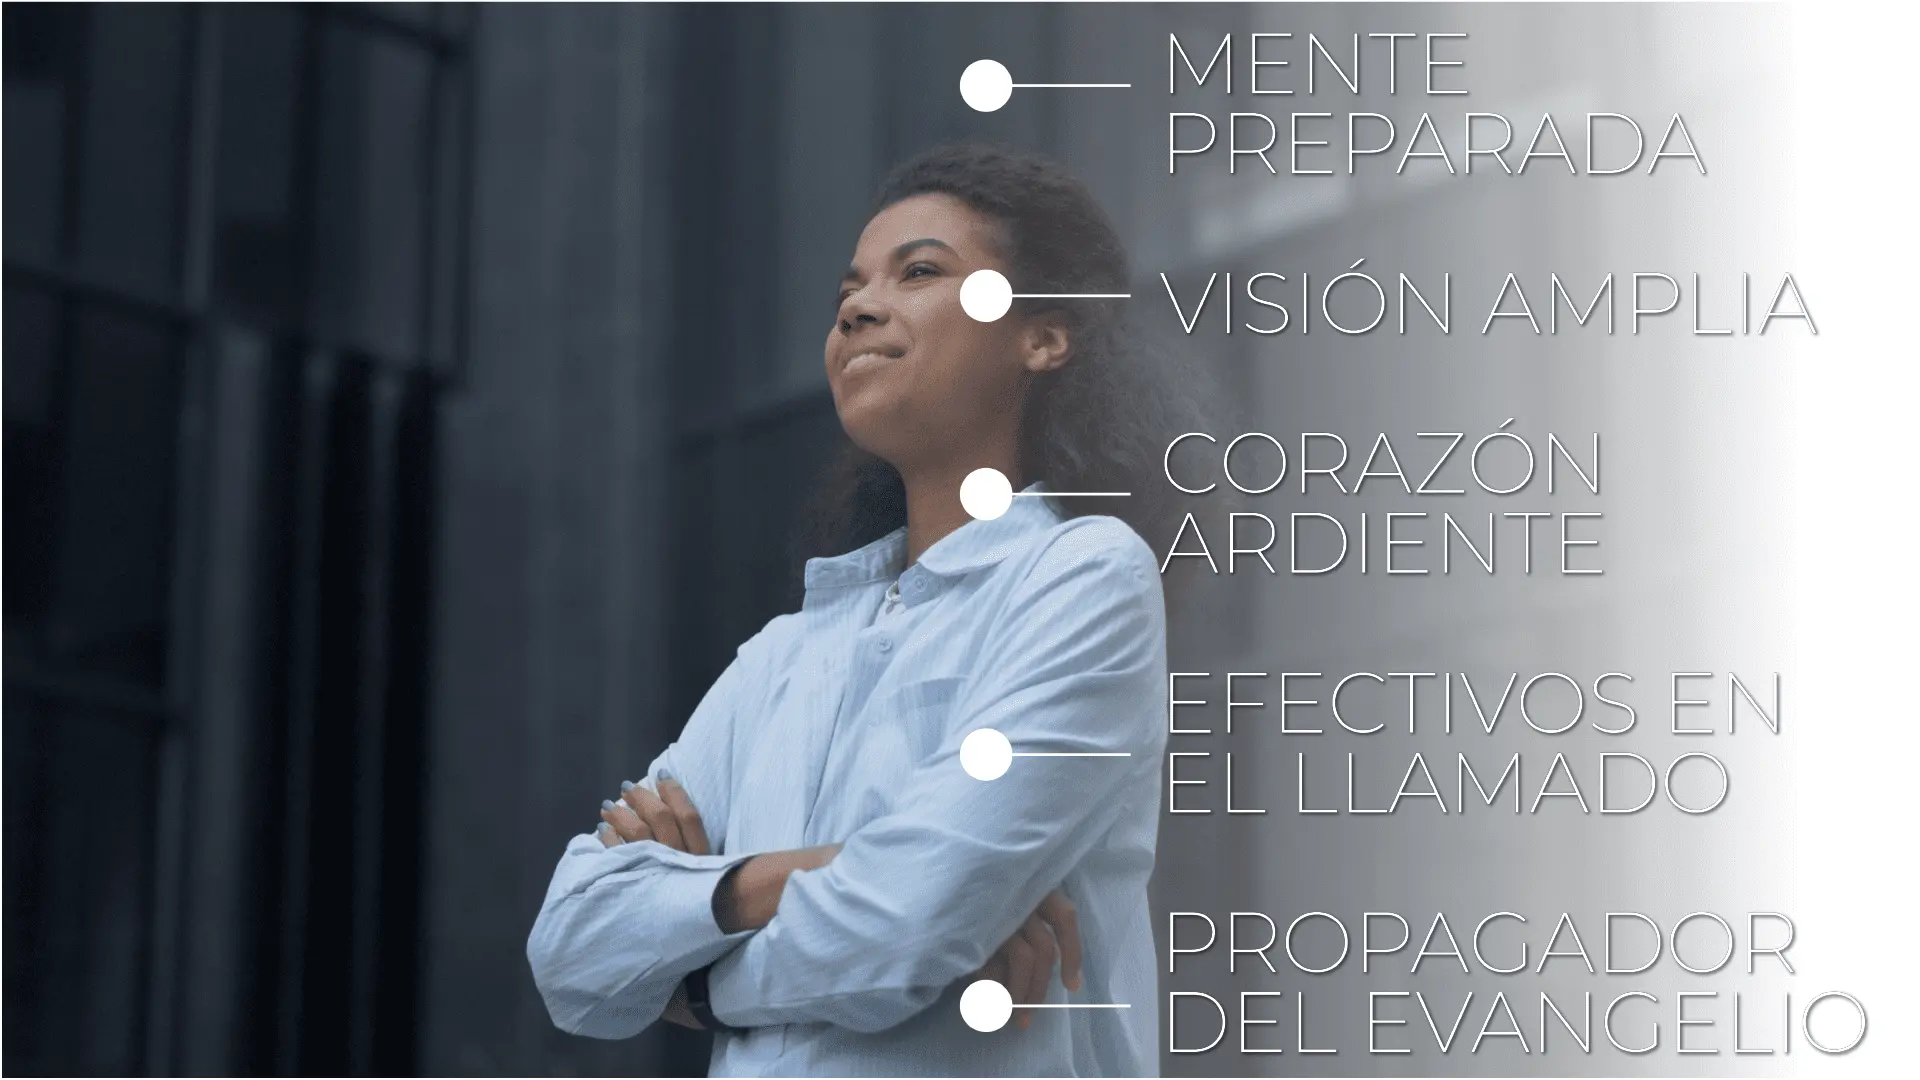 MENTE
PREPARADA
VISIÓN AMPLIA
CORAZÓN
ARDIENTE
EFECTIVOS EN
EL LLAMADO
PROPAGADOR
DEL EVANGELIO